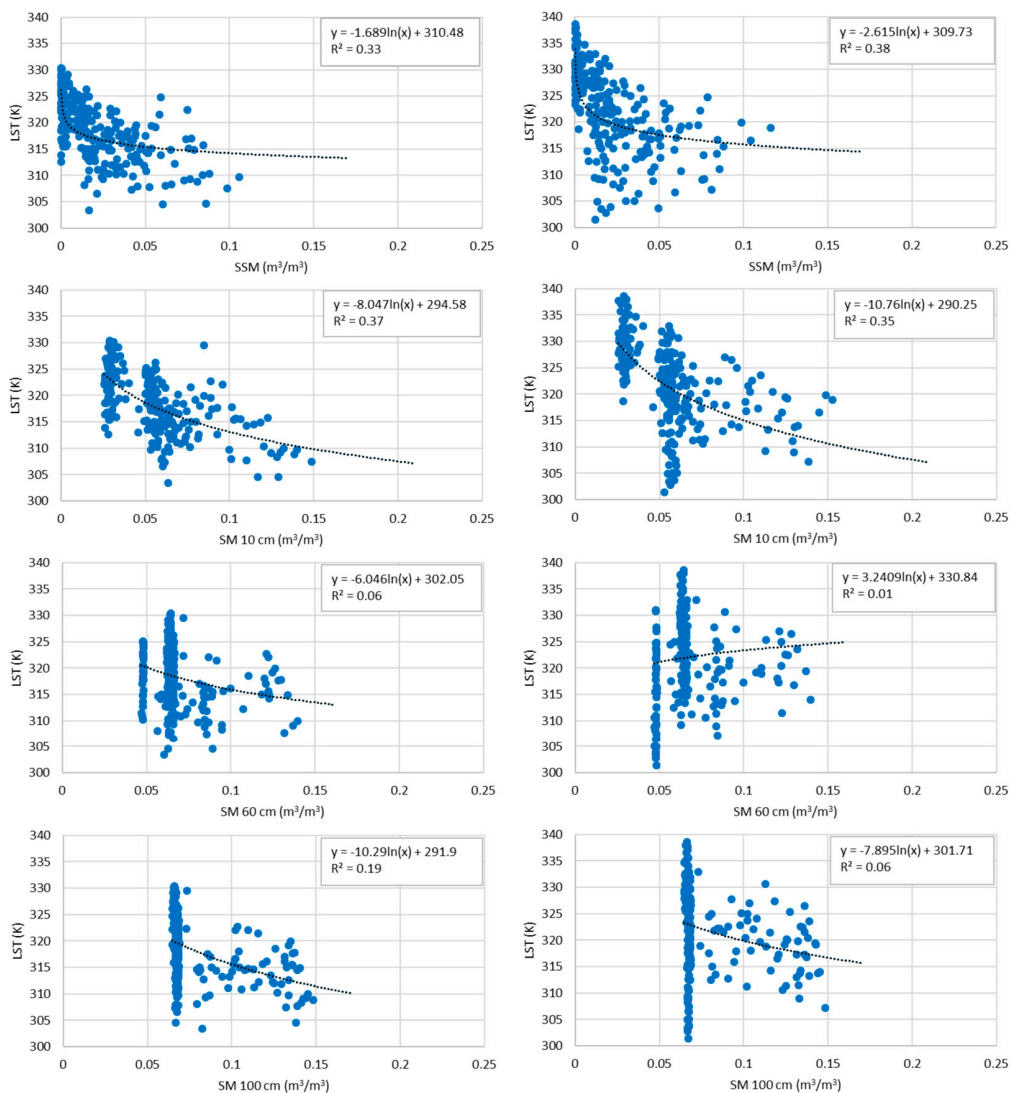 y = -1.689ln(x) + 310.48
R² = 0.33
340
335
330
325
320
315
310
305
300
LST (K)
0 0.05 0.1 0.15 0.2 0.25
SSM (m³/m³)
y = -2.615ln(x) + 309.73
R² = 0.38
340
335
330
325
320
315
310
305
300
LST (K)
0 0.05 0.1 0.15 0.2 0.25
SSM (m³/m³)
y = -8.047ln(x) + 294.58
R² = 0.37
340
335
330
325
320
315
310
305
300
LST (K)
0 0.05 0.1 0.15 0.2 0.25
SM 10 cm (m³/m³)
y = -10.76ln(x) + 290.25
R² = 0.35
340
335
330
325
320
315
310
305
300
LST (K)
0 0.05 0.1 0.15 0.2 0.25
SM 10 cm (m³/m³)
y = -6.046ln(x) + 302.05
R² = 0.06
340
335
330
325
320
315
310
305
300
LST (K)
0 0.05 0.1 0.15 0.2 0.25
SM 60 cm (m³/m³)
y = 3.2409ln(x) + 330.84
R² = 0.01
340
335
330
325
320
315
310
305
300
LST (K)
0 0.05 0.1 0.15 0.2 0.25
SM 60 cm (m³/m³)
y = -10.29ln(x) + 291.9
R² = 0.19
340
335
330
325
320
315
310
305
300
LST (K)
0 0.05 0.1 0.15 0.2 0.25
SM 100 cm (m³/m³)
y = -7.895ln(x) + 301.71
R² = 0.06
340
335
330
325
320
315
310
305
300
LST (K)
0 0.05 0.1 0.15 0.2 0.25
SM 100 cm (m³/m³)